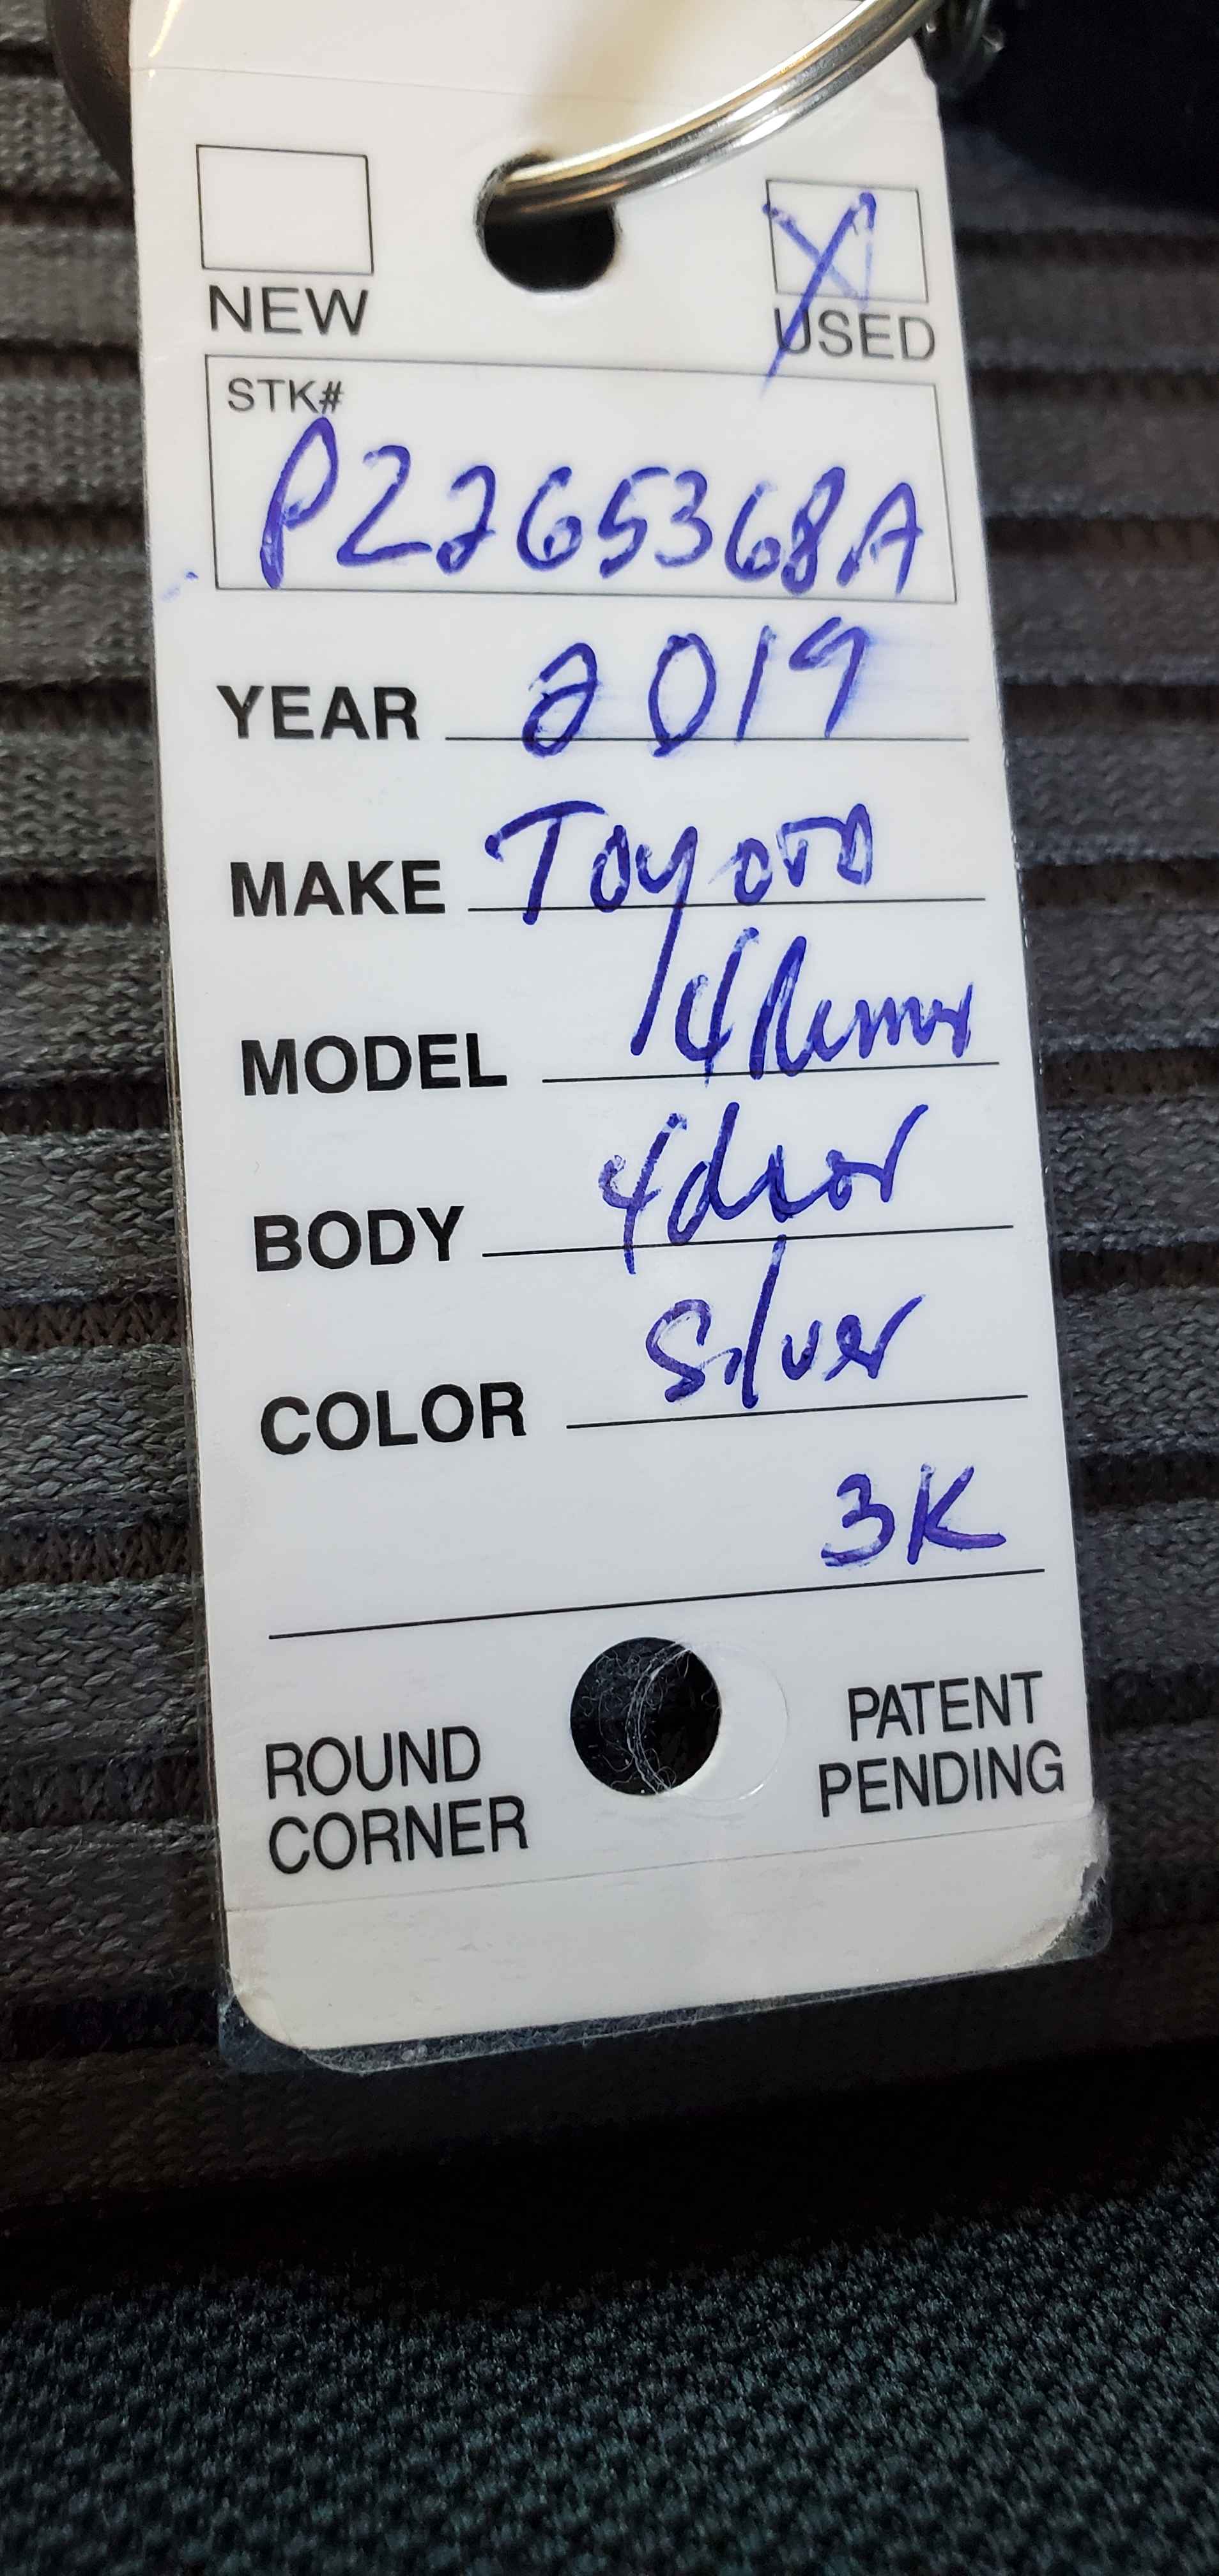 NEW USED
STK#
P2265368A
YEAR 2019
MAKE Toyota
MODEL 4Runner
BODY 4door
COLOR Silver
3K
ROUND CORNER
PATENT PENDING